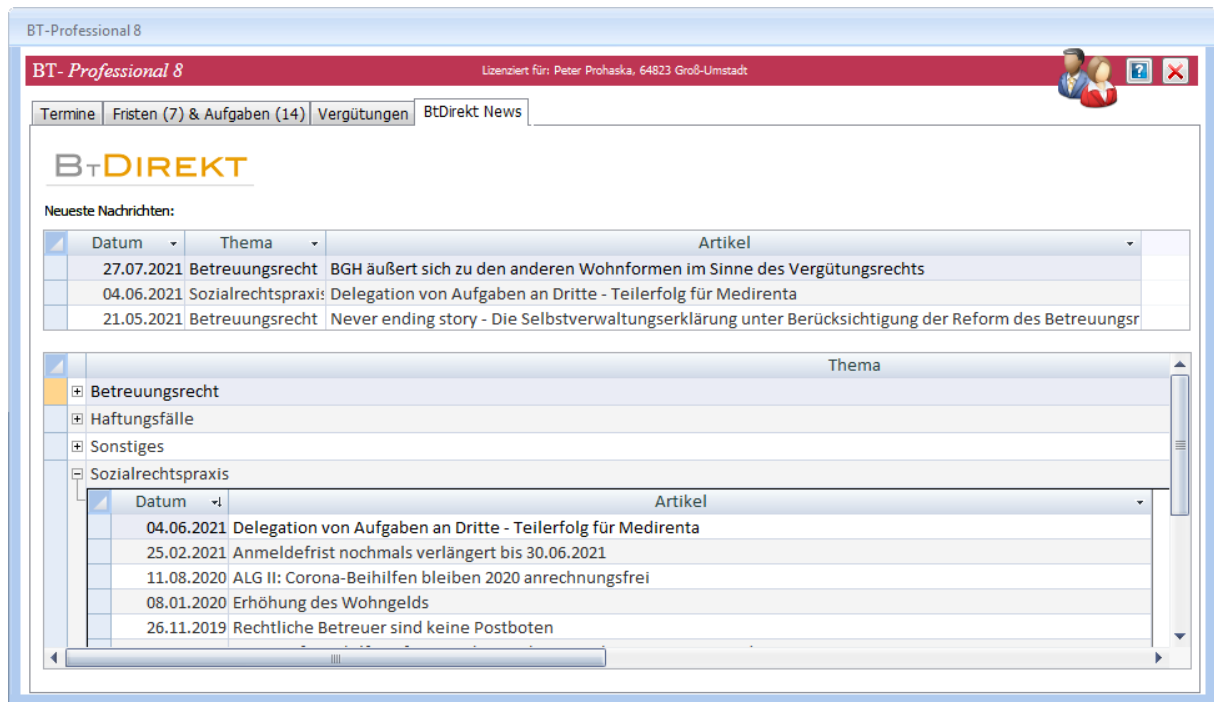 BT-Professional 8
BT- Professional 8
Lizenziert für: Peter Prohaska, 64823 Groß-Umstadt
Termine Fristen (7) & Aufgaben (14) Vergütungen BtDirekt News
BTDIREKT
Neueste Nachrichten:
Datum Thema Artikel
27.07.2021 Betreuungsrecht BGH äußert sich zu den anderen Wohnformen im Sinne des Vergütungsrechts
04.06.2021 Sozialrechtspraxis Delegation von Aufgaben an Dritte - Teilerfolg für Medirenta
21.05.2021 Betreuungsrecht Never ending story - Die Selbstverwaltungserklärung unter Berücksichtigung der Reform des Betreuungsr
Thema
Betreuungsrecht
Haftungsfälle
Sonstiges
Sozialrechtspraxis
Datum Artikel
04.06.2021 Delegation von Aufgaben an Dritte - Teilerfolg für Medirenta
25.02.2021 Anmeldefrist nochmals verlängert bis 30.06.2021
11.08.2020 ALG II: Corona-Beihilfen bleiben 2020 anrechnungsfrei
08.01.2020 Erhöhung des Wohngelds
26.11.2019 Rechtliche Betreuer sind keine Postboten